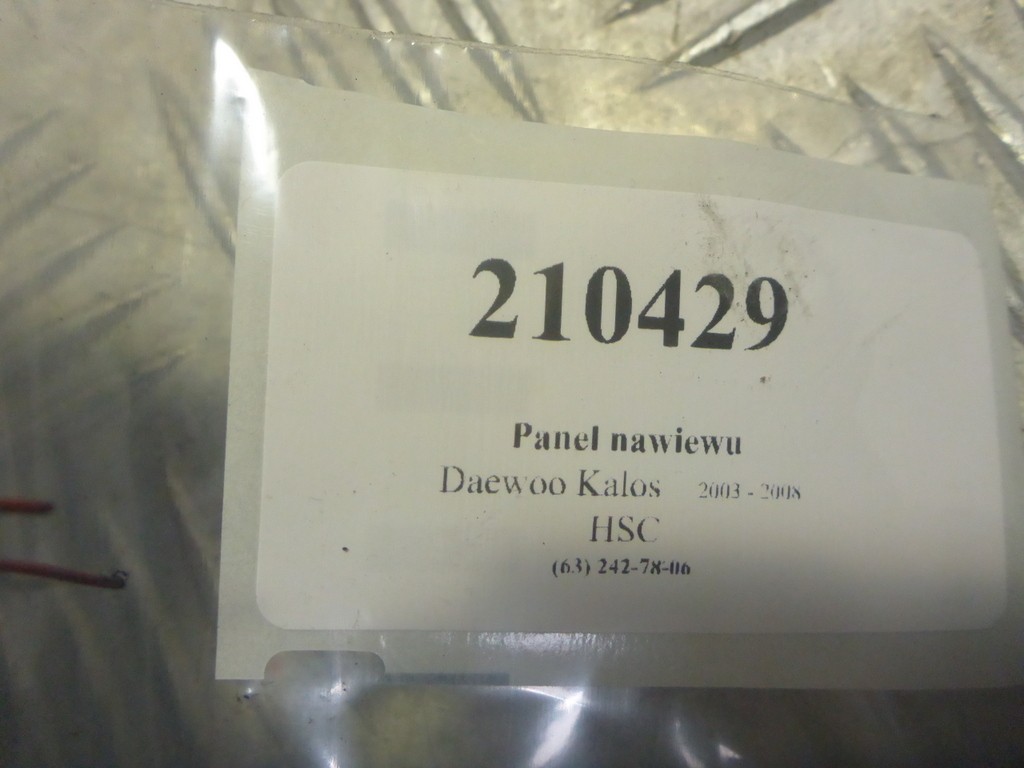 210429
Panel nawiewu
Daewoo Kalos 2003 - 2008
HSC
(63) 242-78-06